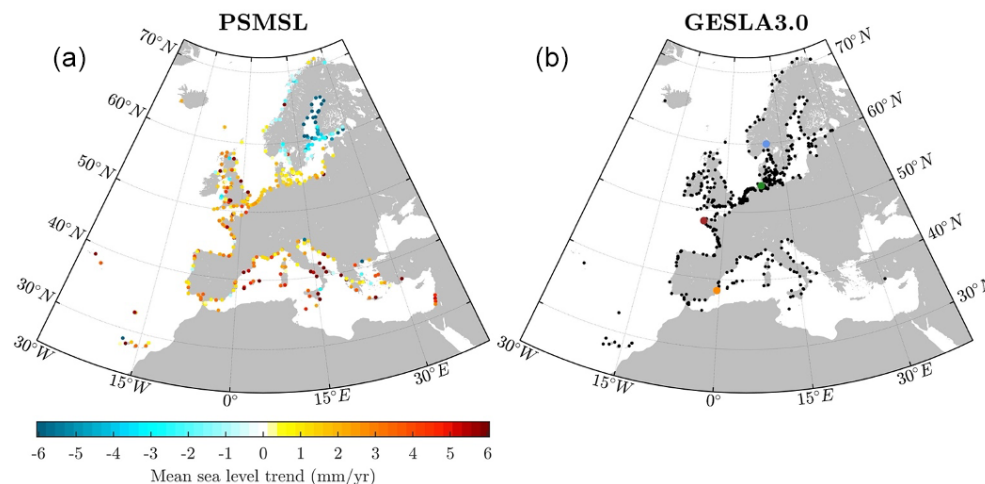 PSMSL
GESLA3.0
(a)
(b)
70°N
60°N
50°N
40°N
30°N
30°W
15°W
0°
15°E
30°E
70°N
60°N
50°N
40°N
30°N
30°W
15°W
0°
15°E
30°E
-6 -5 -4 -3 -2 -1 0 1 2 3 4 5 6
Mean sea level trend (mm/yr)